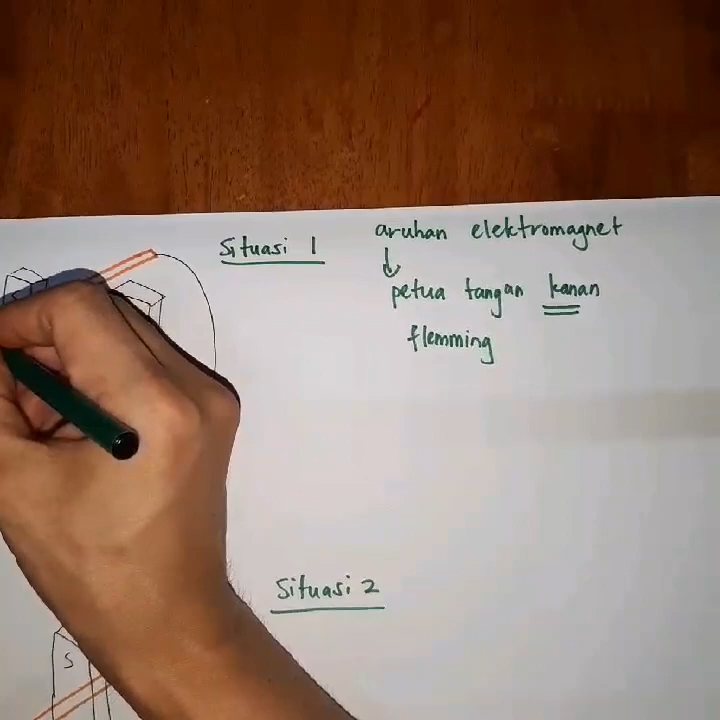 Situasi 1
aruhan elektromagnet
petua tangan kanan
flemming
Situasi 2
S